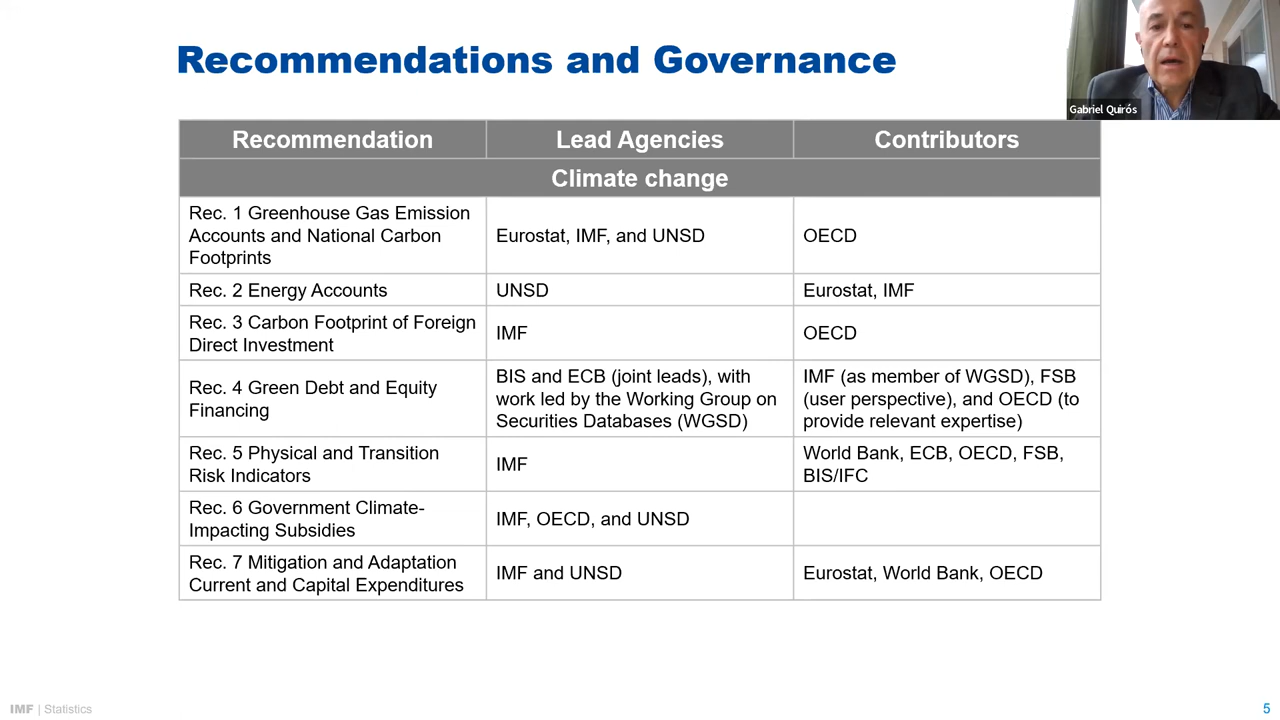 Recommendations and Governance
Gabriel Quirós
Recommendation
Lead Agencies
Contributors
Climate change
Rec. 1 Greenhouse Gas Emission
Accounts and National Carbon
Footprints
Eurostat, IMF, and UNSD
OECD
Rec. 2 Energy Accounts
UNSD
Eurostat, IMF
Rec. 3 Carbon Footprint of Foreign
Direct Investment
IMF
OECD
Rec. 4 Green Debt and Equity
Financing
BIS and ECB (joint leads), with
work led by the Working Group on
Securities Databases (WGSD)
IMF (as member of WGSD), FSB
(user perspective), and OECD (to
provide relevant expertise)
Rec. 5 Physical and Transition
Risk Indicators
IMF
World Bank, ECB, OECD, FSB,
BIS/IFC
Rec. 6 Government Climate-
Impacting Subsidies
IMF, OECD, and UNSD
Rec. 7 Mitigation and Adaptation
Current and Capital Expenditures
IMF and UNSD
Eurostat, World Bank, OECD
IMF | Statistics
5